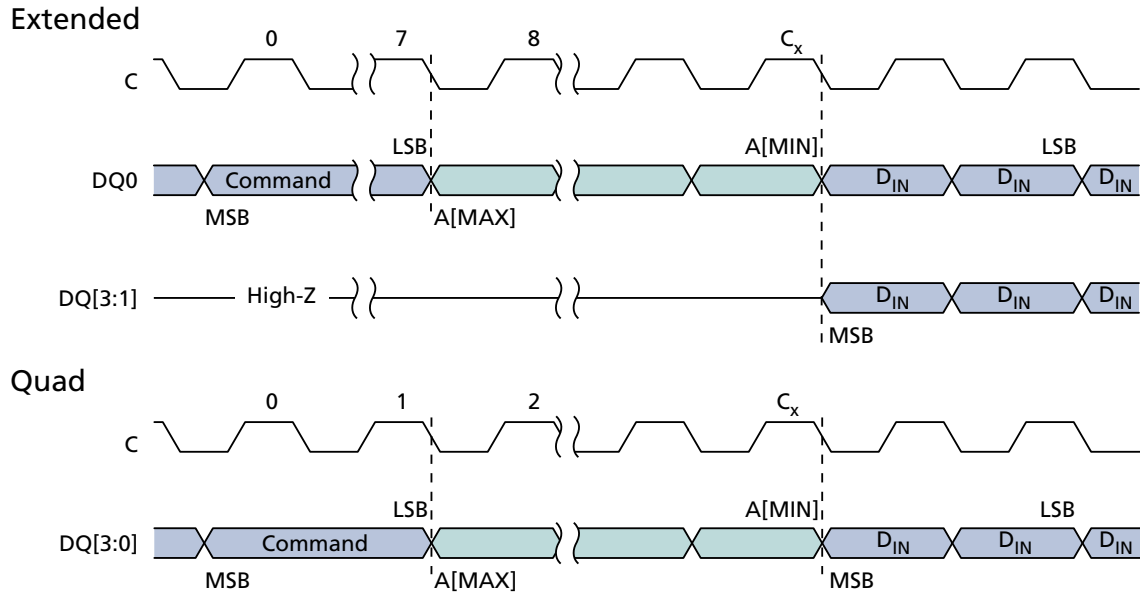 Extended
0 7 8 Cx
C
LSB A[MIN] LSB
DQ0 Command DIN DIN DIN
MSB A[MAX]
DQ[3:1] High-Z DIN DIN DIN
MSB
Quad
0 1 2 Cx
C
LSB A[MIN] LSB
DQ[3:0] Command DIN DIN DIN
MSB A[MAX] MSB